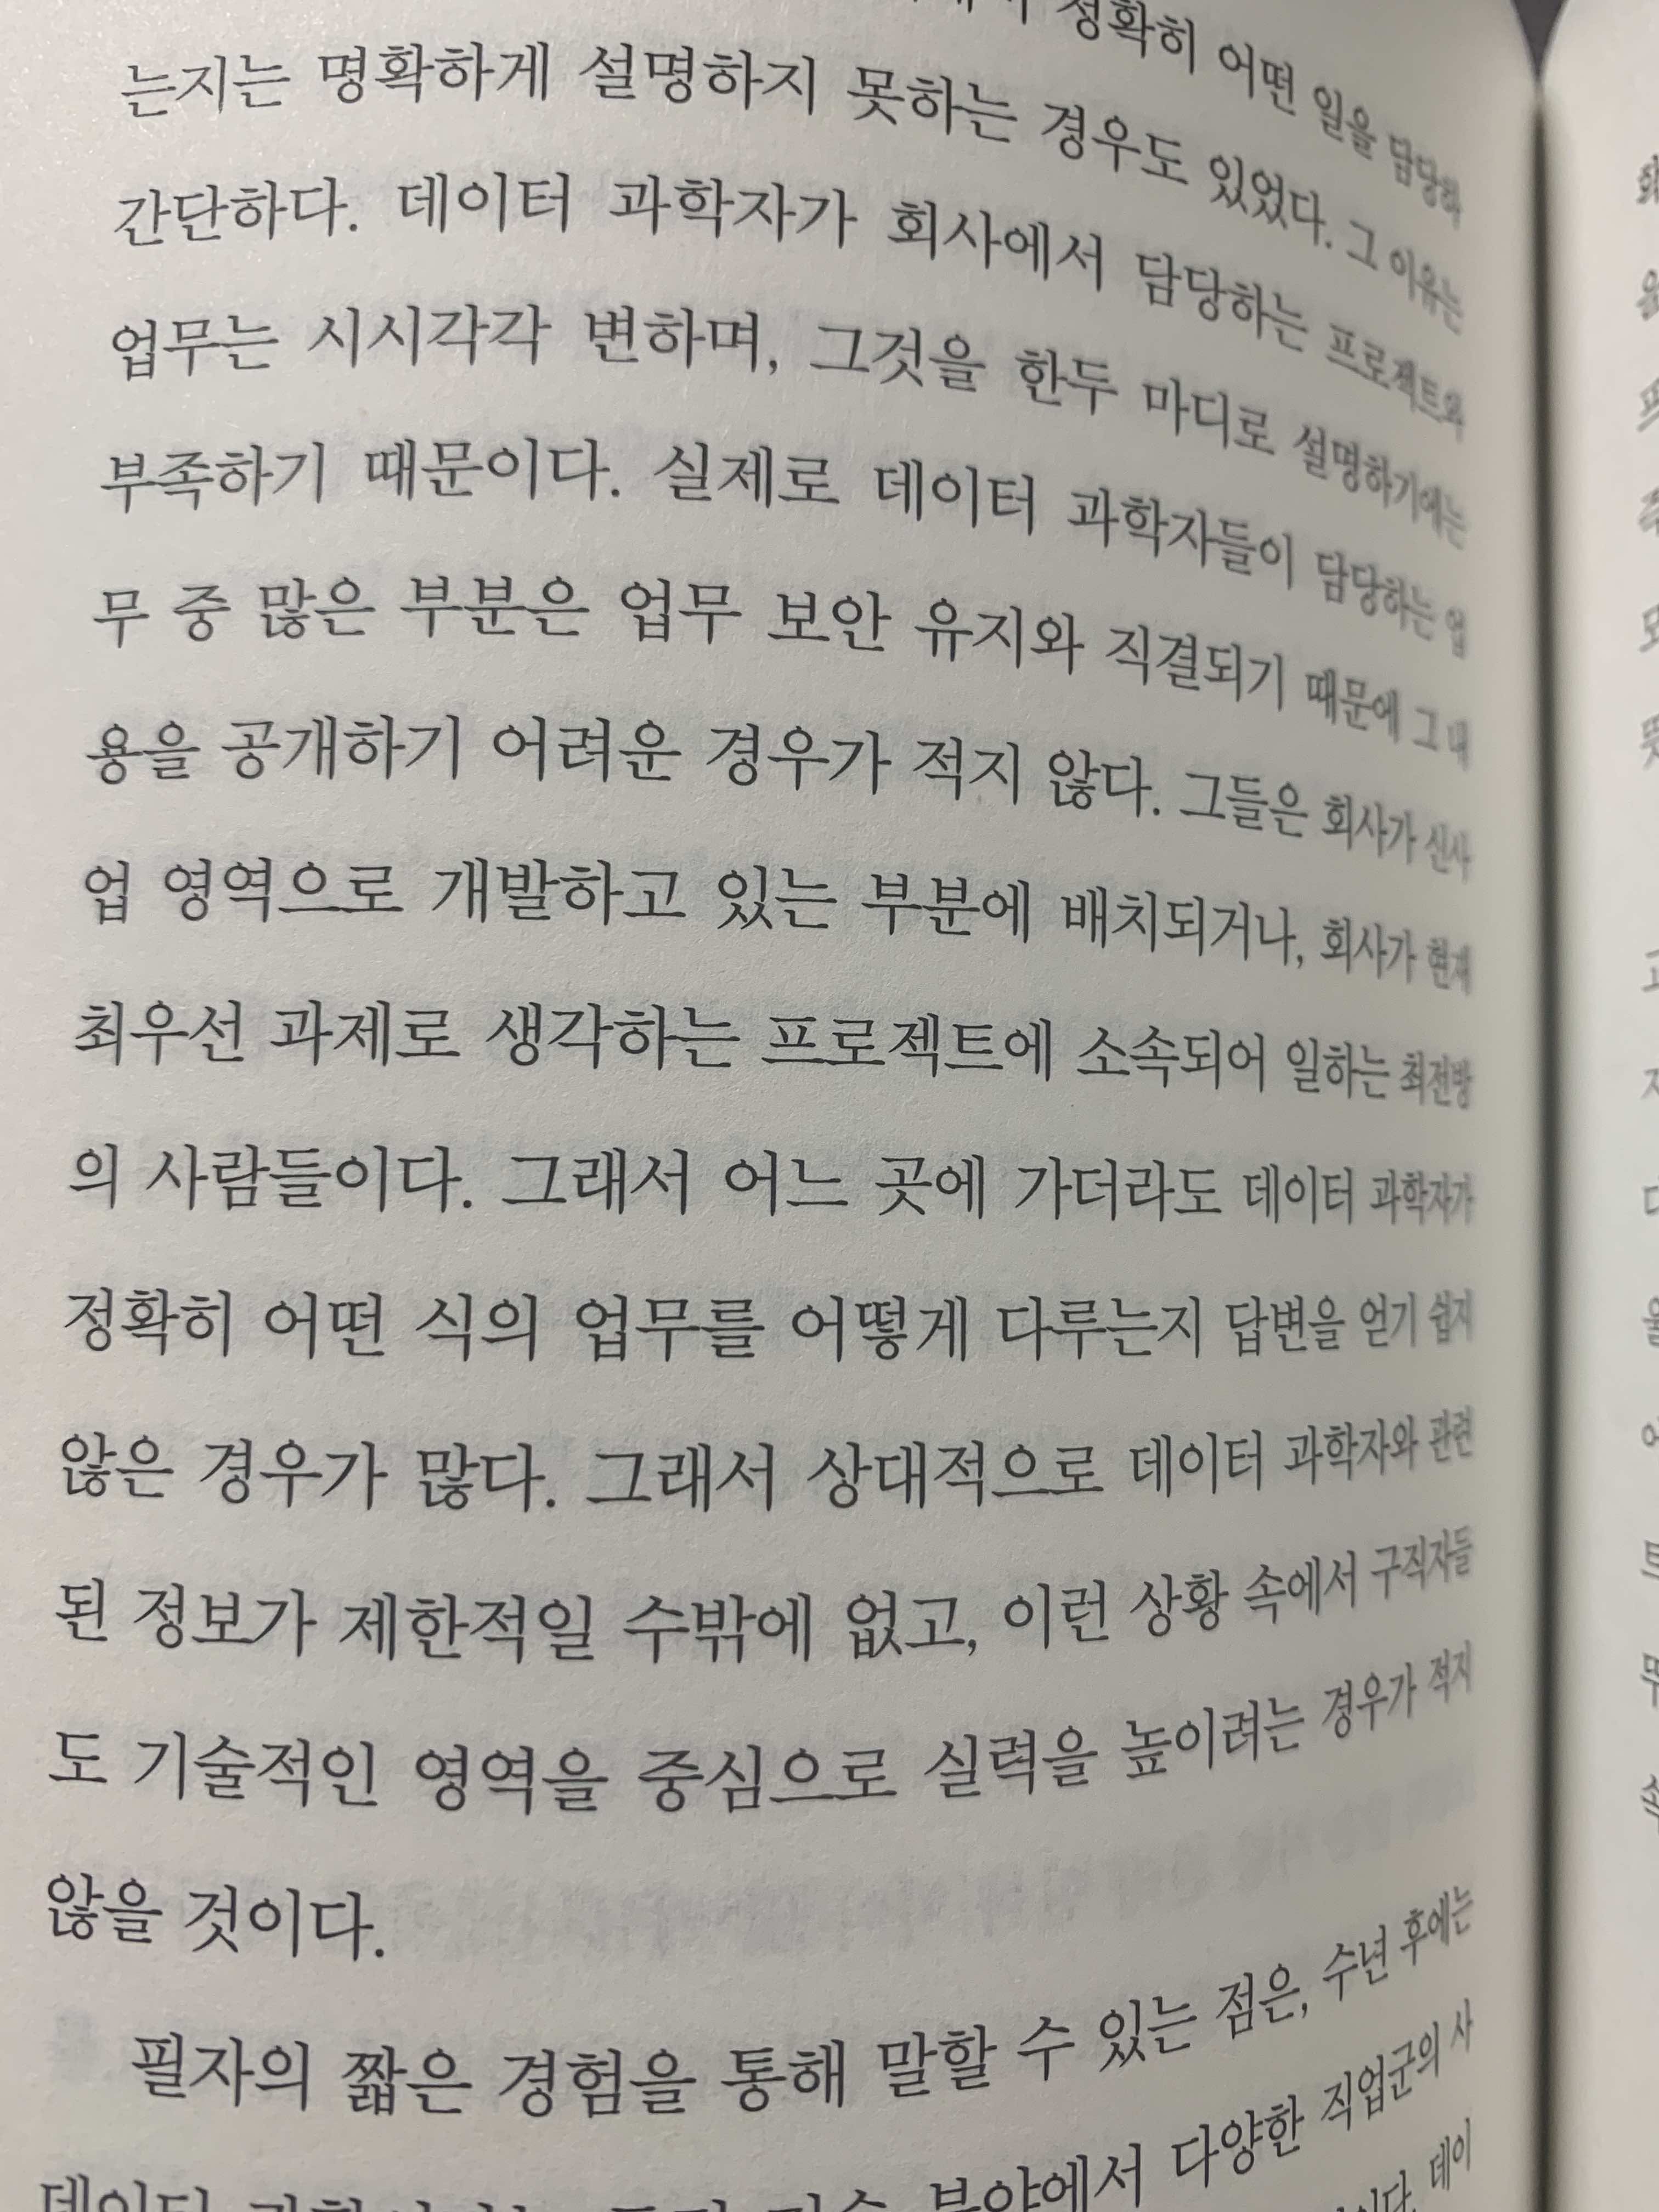 정확히 어떤 일을 담당하
는지는 명확하게 설명하지 못하는 경우도 있었다. 그 이유는
간단하다. 데이터 과학자가 회사에서 담당하는 프로젝트와
업무는 시시각각 변하며, 그것을 한두 마디로 설명하기에는
부족하기 때문이다. 실제로 데이터 과학자들이 담당하는 업
무 중 많은 부분은 업무 보안 유지와 직결되기 때문에 그 내
용을 공개하기 어려운 경우가 적지 않다. 그들은 회사가 신사
업 영역으로 개발하고 있는 부분에 배치되거나, 회사가 현재
최우선 과제로 생각하는 프로젝트에 소속되어 일하는 최전방
의 사람들이다. 그래서 어느 곳에 가더라도 데이터 과학자가
정확히 어떤 식의 업무를 어떻게 다루는지 답변을 얻기 쉽지
않은 경우가 많다. 그래서 상대적으로 데이터 과학자와 관련
된 정보가 제한적일 수밖에 없고, 이런 상황 속에서 구직자들
도 기술적인 영역을 중심으로 실력을 높이려는 경우가 적지
않을 것이다.
필자의 짧은 경험을 통해 말할 수 있는 점은, 수년 후에는
분야에서 다양한 직업군의 사
데이